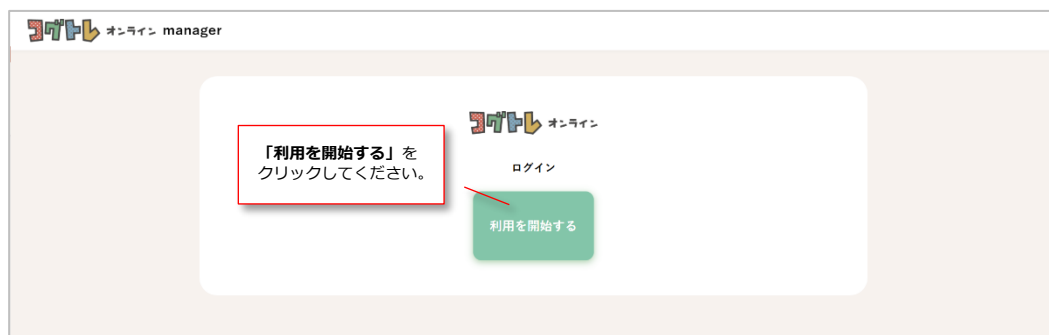 コグトレ オンライン manager
コグトレ オンライン
「利用を開始する」を
クリックしてください。
ログイン
利用を開始する